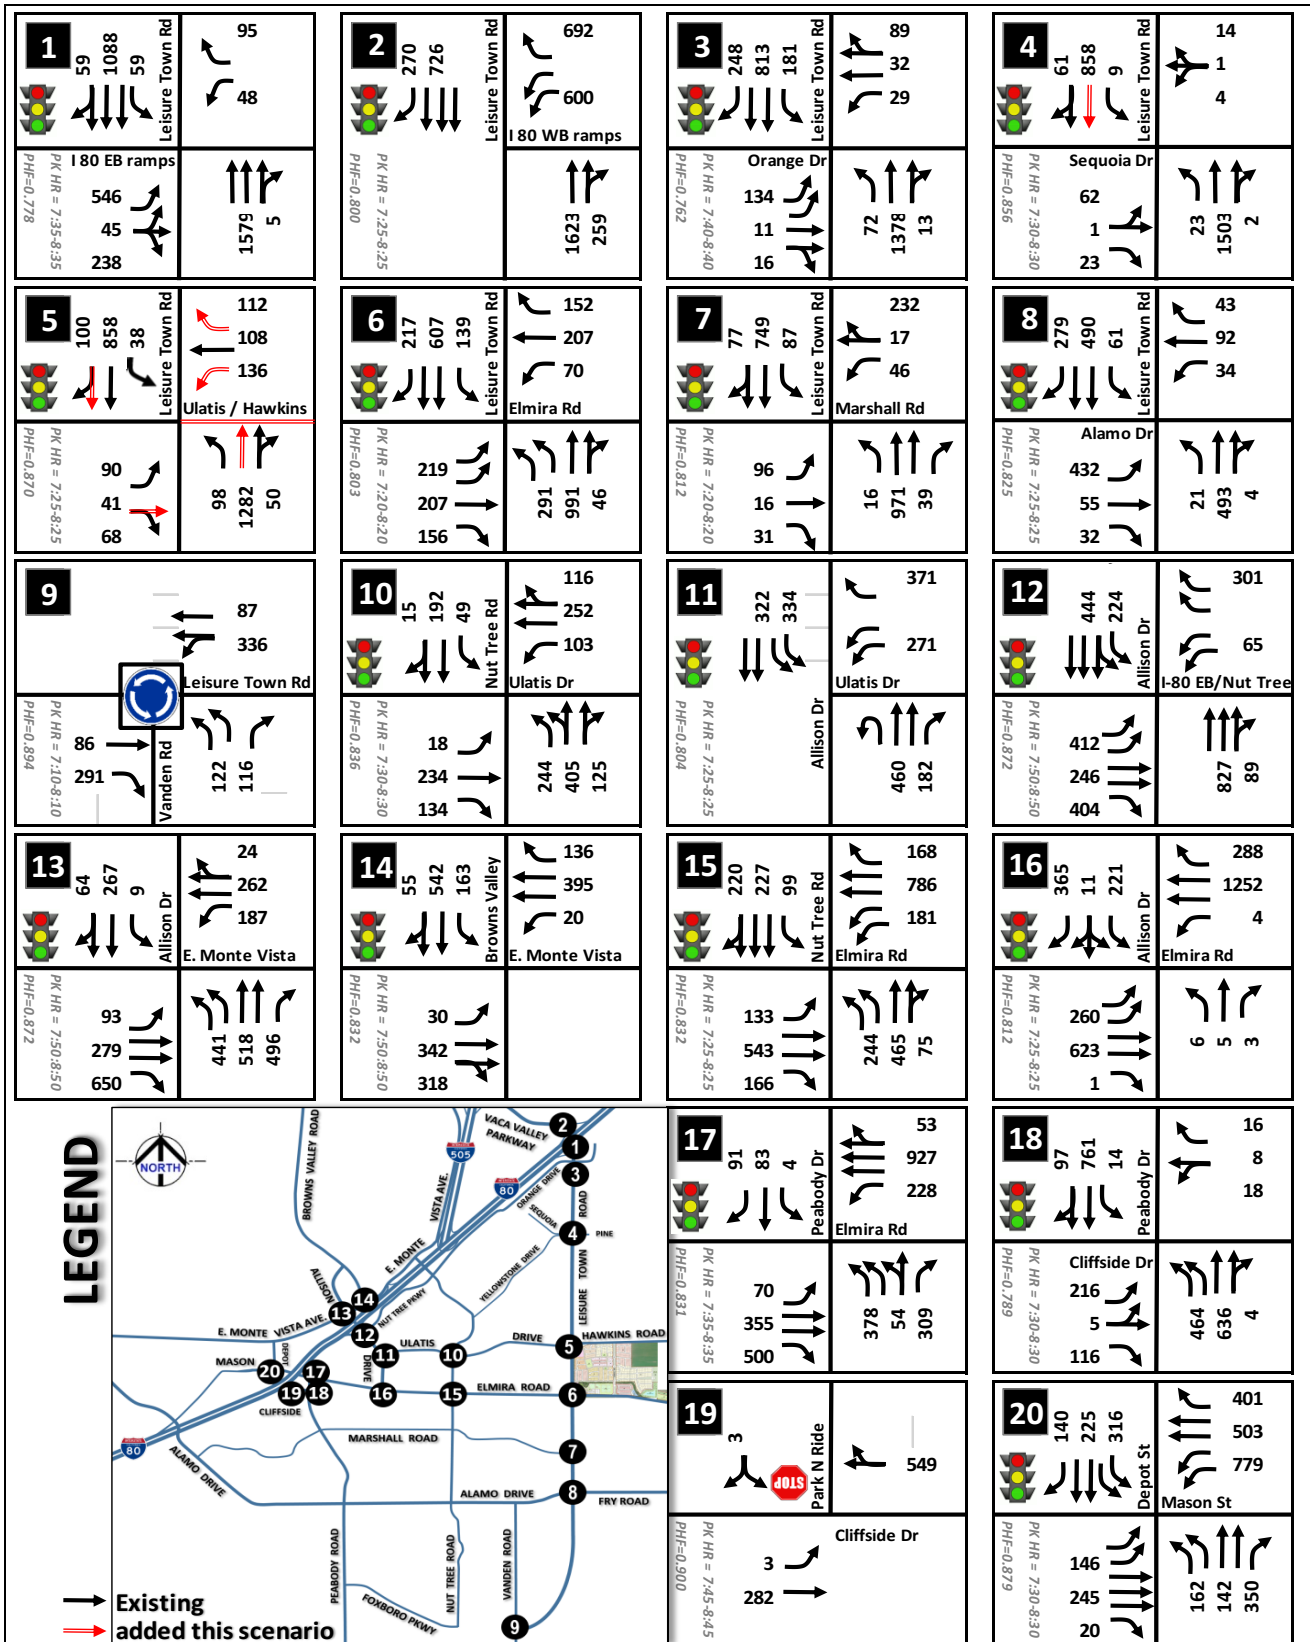 1
59
1088
59
Leisure Town Rd
95
48
I 80 EB ramps
PHF=0.778
PK HR = 7:35-8:35
546
45
238
1579
5
2
270
726
Leisure Town Rd
692
600
I 80 WB ramps
PHF=0.800
PK HR = 7:25-8:25
1623
259
3
248
813
181
Leisure Town Rd
89
32
29
Orange Dr
PHF=0.762
PK HR = 7:40-8:40
134
11
16
72
1378
13
4
61
858
9
Leisure Town Rd
14
1
4
Sequoia Dr
PHF=0.856
PK HR = 7:30-8:30
62
1
23
23
1503
2
5
100
858
38
Leisure Town Rd
112
108
136
Ulatis / Hawkins
PHF=0.870
PK HR = 7:25-8:25
90
41
68
98
1282
50
6
217
607
139
Leisure Town Rd
152
207
70
Elmira Rd
PHF=0.803
PK HR = 7:20-8:20
219
207
156
291
991
46
7
77
749
87
Leisure Town Rd
232
17
46
Marshall Rd
PHF=0.812
PK HR = 7:20-8:20
96
16
31
16
971
39
8
279
490
61
Leisure Town Rd
43
92
34
Alamo Dr
PHF=0.825
PK HR = 7:25-8:25
432
55
32
21
493
4
9
87
336
Leisure Town Rd
PHF=0.894
PK HR = 7:10-8:10
86
291
Vanden Rd
122
116
10
15
192
49
Nut Tree Rd
116
252
103
Ulatis Dr
PHF=0.836
PK HR = 7:30-8:30
18
234
134
244
405
125
11
322
334
371
271
Ulatis Dr
Allison Dr
PHF=0.804
PK HR = 7:25-8:25
460
182
12
444
224
Allison Dr
301
65
I-80 EB/Nut Tree
PHF=0.872
PK HR = 7:50-8:50
412
246
404
827
89
13
64
267
9
Allison Dr
24
262
187
E. Monte Vista
PHF=0.872
PK HR = 7:50-8:50
93
279
650
441
518
496
14
55
542
163
Browns Valley
136
395
20
E. Monte Vista
PHF=0.832
PK HR = 7:50-8:50
30
342
318
15
220
227
99
Nut Tree Rd
168
786
181
Elmira Rd
PHF=0.832
PK HR = 7:25-8:25
133
543
166
244
465
75
16
365
11
221
Allison Dr
288
1252
4
Elmira Rd
PHF=0.812
PK HR = 7:25-8:25
260
623
1
6
5
3
LEGEND
NORTH
BROWNS VALLEY ROAD
VACA VALLEY
PARKWAY
505
VISTA AVE.
80
ORANGE DRIVE
SEQUOIA
PINE
ROAD
TOWN
LEISURE
E. MONTE
YELLOWSTONE DRIVE
ALLISON
NUT TREE PKWY
E. MONTE VISTA AVE.
DEPOT
MASON
ULATIS DRIVE
HAWKINS ROAD
DRIVE
ELMIRA ROAD
CLIFFSIDE
MARSHALL ROAD
80
ALAMO DRIVE
ALAMO DRIVE
FRY ROAD
PEABODY ROAD
NUT TREE ROAD
VANDEN ROAD
FOXBORO PKWY
2
1
3
4
14
13
12
11
10
5
20
17
19
18
16
15
6
7
8
9
Existing
added this scenario
17
91
83
4
Peabody Dr
53
927
228
Elmira Rd
PHF=0.831
PK HR = 7:35-8:35
70
355
500
378
54
309
18
97
761
14
Peabody Dr
16
8
18
Cliffside Dr
PHF=0.789
PK HR = 7:30-8:30
216
5
116
464
636
4
19
3
STOP
Park N Ride
549
Cliffside Dr
PHF=0.900
PK HR = 7:45-8:45
3
282
20
140
225
316
Depot St
401
503
779
Mason St
PHF=0.879
PK HR = 7:30-8:30
146
245
20
162
142
350